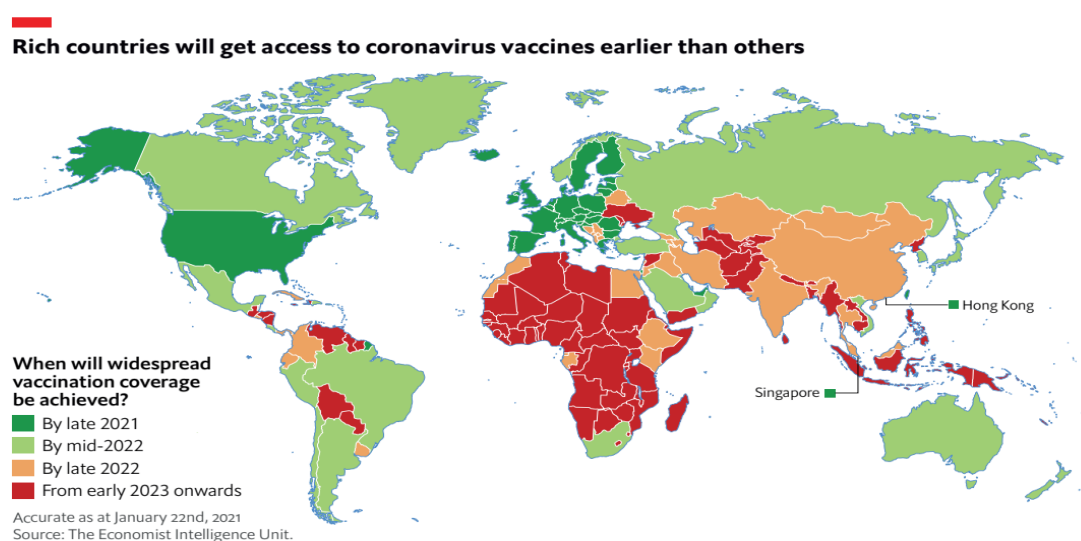 Rich countries will get access to coronavirus vaccines earlier than others
Hong Kong
Singapore
When will widespread
vaccination coverage
be achieved?
By late 2021
By mid-2022
By late 2022
From early 2023 onwards
Accurate as at January 22nd, 2021
Source: The Economist Intelligence Unit.